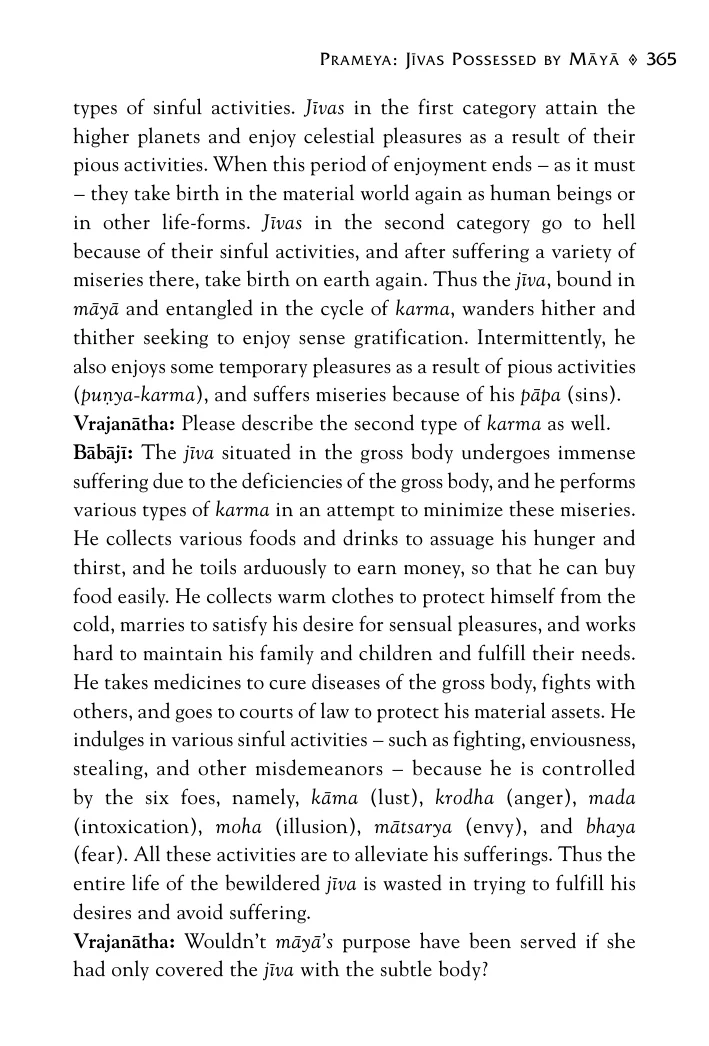 PRAMEYA: JĪVAS POSSESSED BY MĀYĀ ◈ 365
types of sinful activities. Jīvas in the first category attain the
higher planets and enjoy celestial pleasures as a result of their
pious activities. When this period of enjoyment ends – as it must
– they take birth in the material world again as human beings or
in other life-forms. Jīvas in the second category go to hell
because of their sinful activities, and after suffering a variety of
miseries there, take birth on earth again. Thus the jīva, bound in
māyā and entangled in the cycle of karma, wanders hither and
thither seeking to enjoy sense gratification. Intermittently, he
also enjoys some temporary pleasures as a result of pious activities
(puṇya-karma), and suffers miseries because of his pāpa (sins).
Vrajanātha: Please describe the second type of karma as well.
Bābājī: The jīva situated in the gross body undergoes immense
suffering due to the deficiencies of the gross body, and he performs
various types of karma in an attempt to minimize these miseries.
He collects various foods and drinks to assuage his hunger and
thirst, and he toils arduously to earn money, so that he can buy
food easily. He collects warm clothes to protect himself from the
cold, marries to satisfy his desire for sensual pleasures, and works
hard to maintain his family and children and fulfill their needs.
He takes medicines to cure diseases of the gross body, fights with
others, and goes to courts of law to protect his material assets. He
indulges in various sinful activities – such as fighting, enviousness,
stealing, and other misdemeanors – because he is controlled
by the six foes, namely, kāma (lust), krodha (anger), mada
(intoxication), moha (illusion), mātsarya (envy), and bhaya
(fear). All these activities are to alleviate his sufferings. Thus the
entire life of the bewildered jīva is wasted in trying to fulfill his
desires and avoid suffering.
Vrajanātha: Wouldn't māyā's purpose have been served if she
had only covered the jīva with the subtle body?